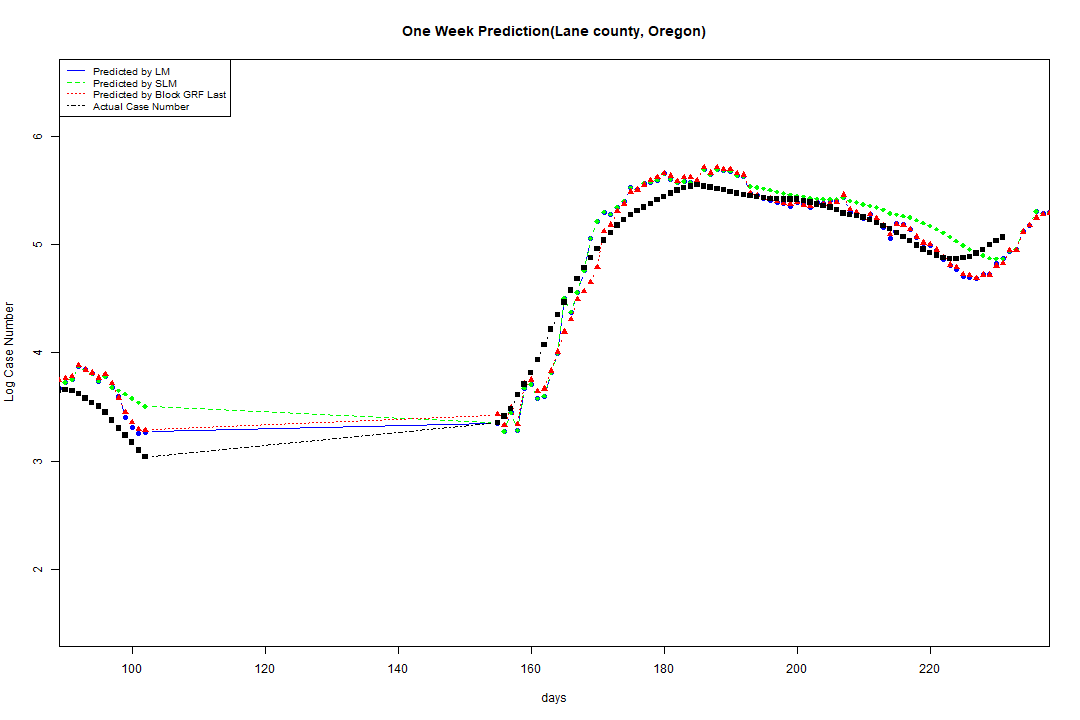 One Week Prediction(Lane county, Oregon)
Predicted by LM
Predicted by SLM
Predicted by Block GRF Last
Actual Case Number
Log Case Number
6
5
4
3
2
100 120 140 160 180 200 220
days